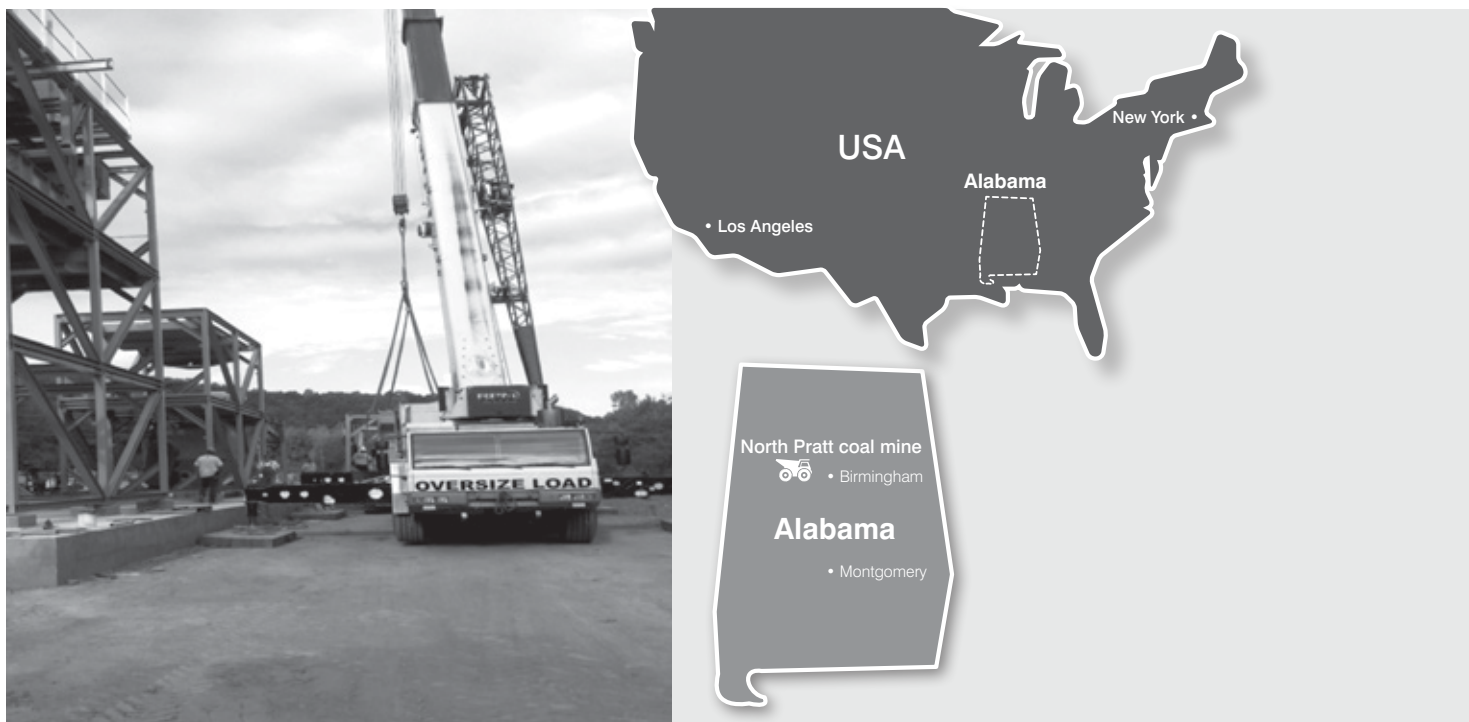 OVERSIZE LOAD
USA
New York
Alabama
Los Angeles
North Pratt coal mine
Birmingham
Alabama
Montgomery